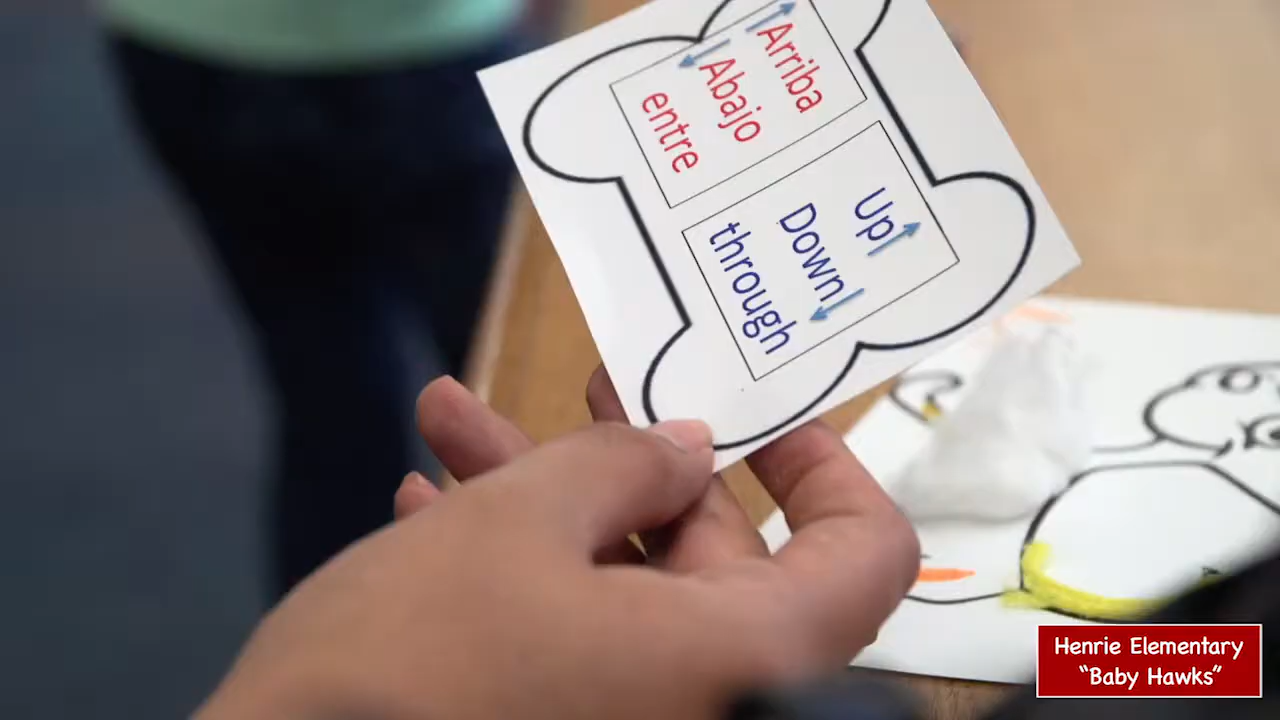 Arriba
Abajo
entre
Up
Down
through
Henrie Elementary
“Baby Hawks”